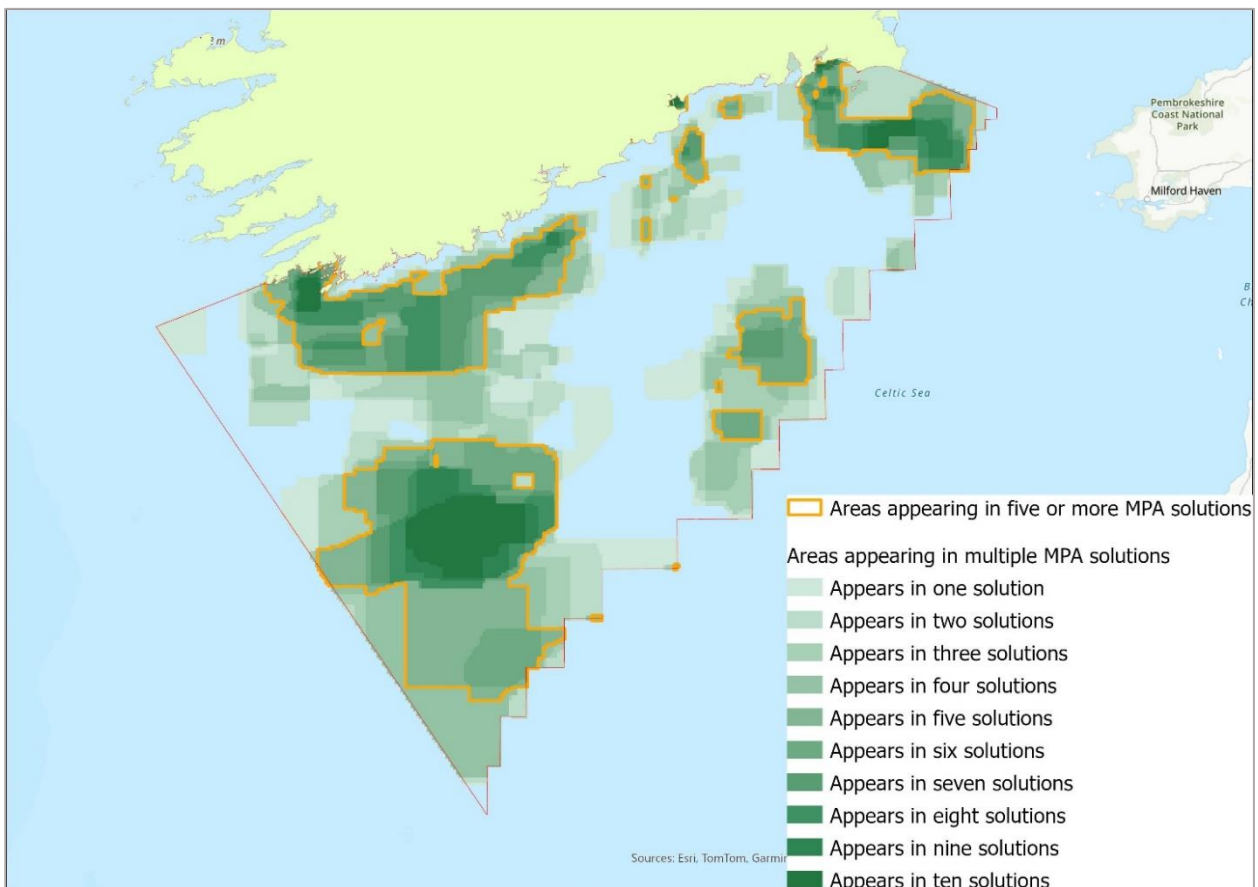 Pembrokeshire
Coast National
Park
Milford Haven
Celtic Sea
Areas appearing in five or more MPA solutions
Areas appearing in multiple MPA solutions
Appears in one solution
Appears in two solutions
Appears in three solutions
Appears in four solutions
Appears in five solutions
Appears in six solutions
Appears in seven solutions
Appears in eight solutions
Appears in nine solutions
Appears in ten solutions
Sources: Esri, TomTom,